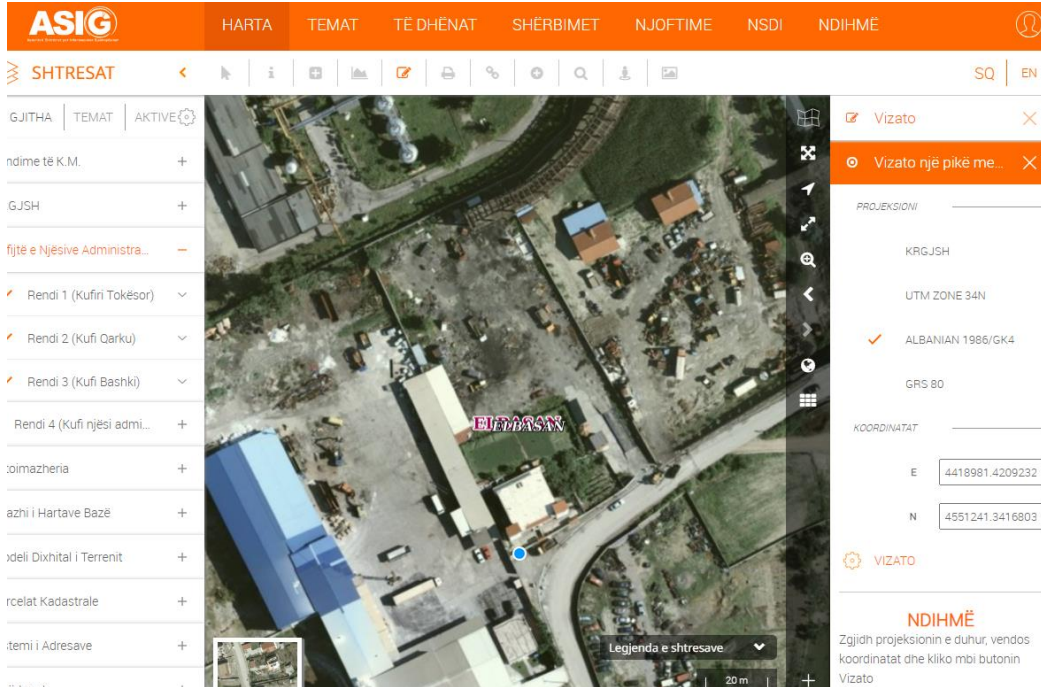 ASIG
HARTA TEMAT TË DHËNAT SHËRBIMET NJOFTIME NSDI NDIHMË
SHTRESAT
SQ EN
GJITHA TEMAT AKTIVE
ndime të K.M.
GJSH
fijtë e Njësive Administra...
Rendi 1 (Kufiri Tokësor)
Rendi 2 (Kufi Qarku)
Rendi 3 (Kufi Bashki)
Rendi 4 (Kufi njësi admi...
toimazheria
azhi i Hartave Bazë
odeli Dixhital i Terrenit
rcelat Kadastrale
stemi i Adresave
ELBASAN
ELBASAN
Legjenda e shtresave
20 m
Vizato
Vizato një pikë me...
PROJEKSIONI
KRGJSH
UTM ZONE 34N
ALBANIAN 1986/GK4
GRS 80
KOORDINATAT
E 4418981.4209232
N 4551241.3416803
VIZATO
NDIHMË
Zgjidh projeksionin e duhur, vendos
koordinatat dhe kliko mbi butonin
Vizato